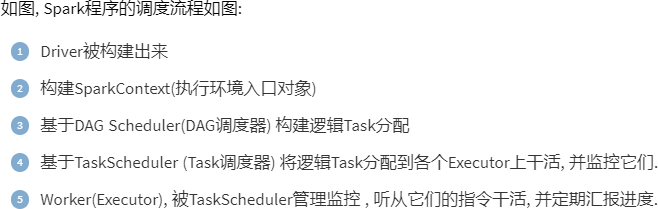 如图, Spark程序的调度流程如图:
1 Driver被构建出来
2 构建SparkContext(执行环境入口对象)
3 基于DAG Scheduler(DAG调度器) 构建逻辑Task分配
4 基于TaskScheduler (Task调度器) 将逻辑Task分配到各个Executor上干活, 并监控它们.
5 Worker(Executor), 被TaskScheduler管理监控 , 听从它们的指令干活, 并定期汇报进度.